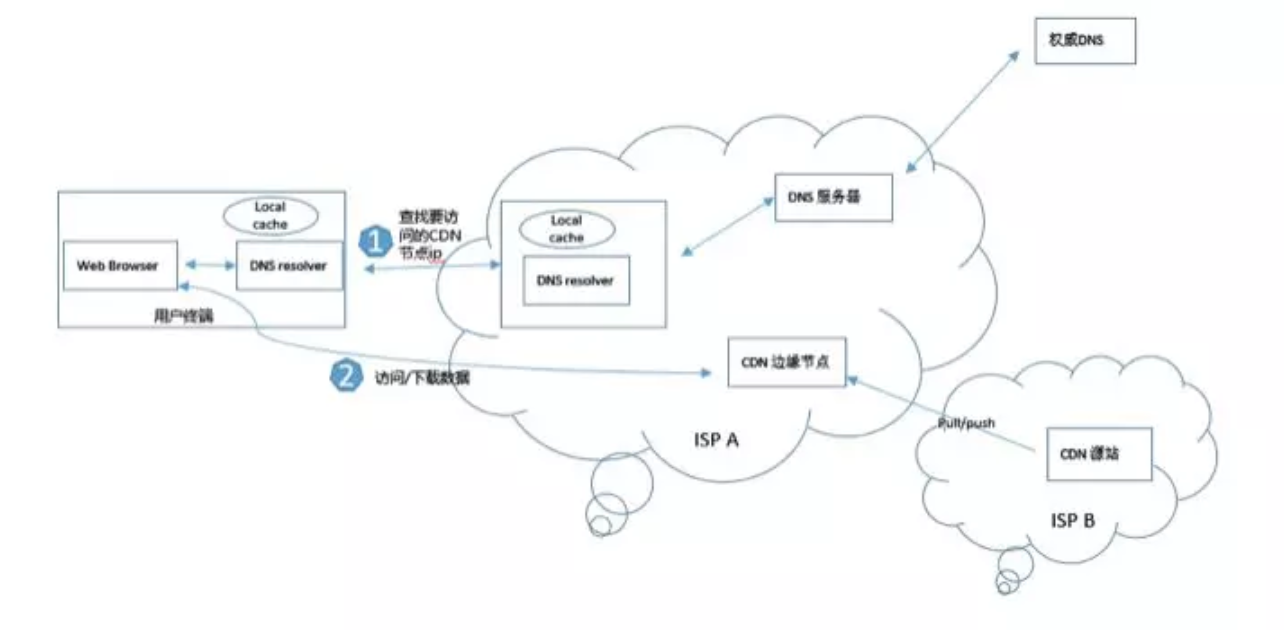 权威DNS
DNS 服务器
Local
cache
Web Browser
DNS resolver
用户终端
1
查找要访
问的CDN
节点ip
Local
cache
DNS resolver
2
访问/下载数据
CDN 边缘节点
ISP A
Pull/push
CDN 源站
ISP B